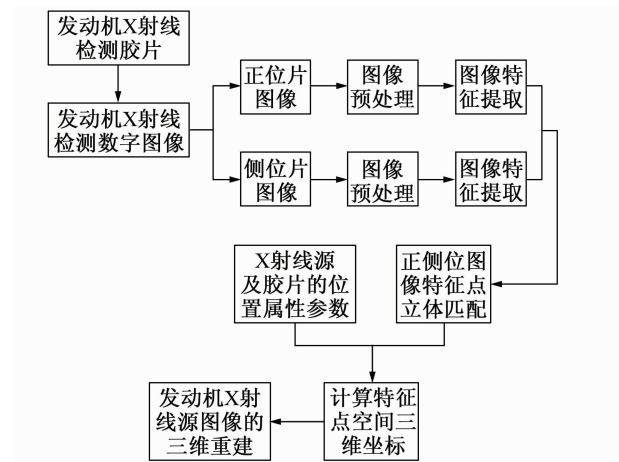 发动机X射线
检测胶片
发动机X射线
检测数字图像
正位片
图像
图像
预处理
图像特
征提取
侧位片
图像
图像
预处理
图像特
征提取
X射线源
及胶片的位
置属性参数
正侧位图
像特征点
立体匹配
发动机X射
线源图像的
三维重建
计算特征
点空间三
维坐标